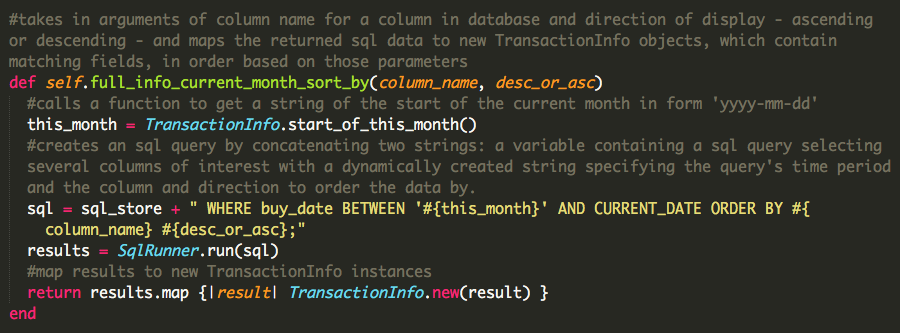 #takes in arguments of column name for a column in database and direction of display - ascending
or descending - and maps the returned sql data to new TransactionInfo objects, which contain
matching fields, in order based on those parameters
def self.full_info_current_month_sort_by(column_name, desc_or_asc)
#calls a function to get a string of the start of the current month in form 'yyyy-mm-dd'
this_month = TransactionInfo.start_of_this_month()
#creates an sql query by concatenating two strings: a variable containing a sql query selecting
several columns of interest with a dynamically created string specifying the query's time period
and the column and direction to order the data by.
sql = sql_store + " WHERE buy_date BETWEEN '#{this_month}' AND CURRENT_DATE ORDER BY #{
column_name} #{desc_or_asc};"
results = SqlRunner.run(sql)
#map results to new TransactionInfo instances
return results.map {|result| TransactionInfo.new(result) }
end